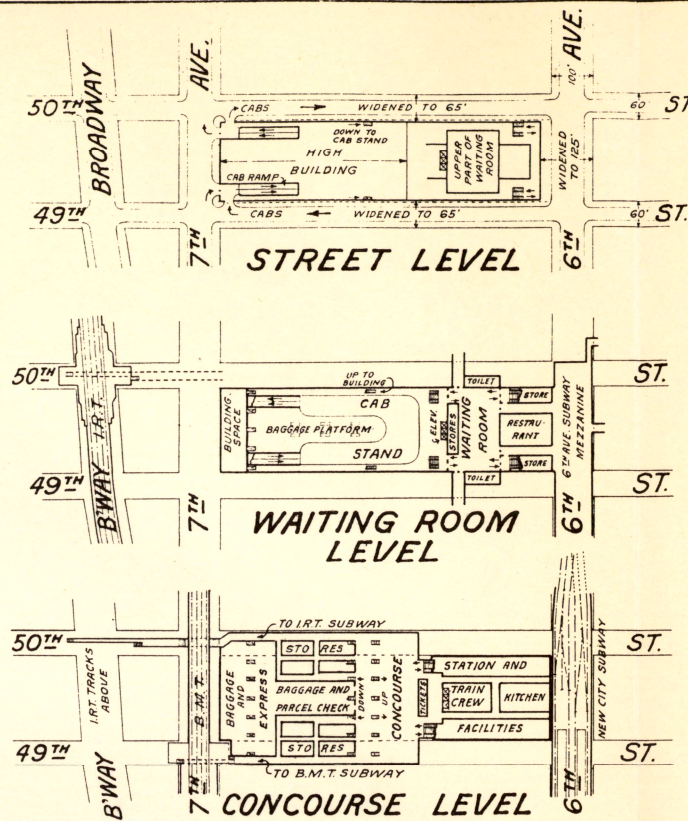 BROADWAY
AVE.
100' AVE.
50TH
CABS
WIDENED TO 65'
60
ST.
DOWN TO
CAB STAND
HIGH
BUILDING
UPPER
PART OF
WAITING
ROOM
WIDENED
TO 125'
CAB RAMP
49TH
CABS
WIDENED TO 65'
60'
ST.
7TH
6TH
STREET LEVEL
50TH
I.R.T.
UP TO
BUILDING
TOILET
ST.
BUILDING
SPACE
CAB
BAGGAGE PLATFORM
STAND
ELEV.
STORES
WAITING
ROOM
STORE
RESTAU-
RANT
STORE
6TH AVE. SUBWAY
MEZZANINE
49TH
B'WAY
7TH
TOILET
6TH
ST.
WAITING ROOM
LEVEL
TO I.R.T. SUBWAY
50TH
ST.
I.R.T. TRACKS
ABOVE
B.M.T.
BAGGAGE
AND
EXPRESS
STO RES
BAGGAGE AND
PARCEL CHECK
STO RES
DOWN
UP
CONCOURSE
TICKETS
STATION AND
TRAIN
CREW
KITCHEN
FACILITIES
NEW CITY SUBWAY
49TH
ST.
TO B.M.T. SUBWAY
B'WAY
7TH
6TH
CONCOURSE LEVEL